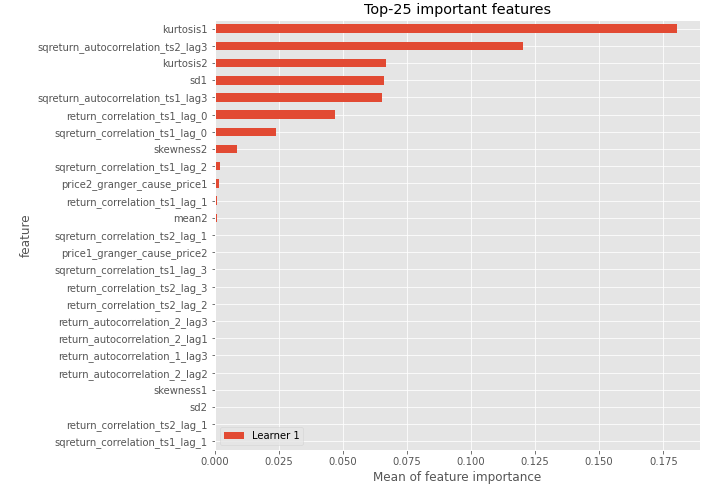 Top-25 important features
kurtosis1
sqreturn_autocorrelation_ts2_lag3
kurtosis2
sd1
sqreturn_autocorrelation_ts1_lag3
return_correlation_ts1_lag_0
sqreturn_correlation_ts1_lag_0
skewness2
sqreturn_correlation_ts1_lag_2
price2_granger_cause_price1
return_correlation_ts1_lag_1
mean2
sqreturn_correlation_ts2_lag_1
price1_granger_cause_price2
sqreturn_correlation_ts1_lag_3
return_correlation_ts2_lag_3
return_correlation_ts2_lag_2
return_autocorrelation_2_lag3
return_autocorrelation_2_lag1
return_autocorrelation_1_lag3
return_autocorrelation_2_lag2
skewness1
sd2
return_correlation_ts2_lag_1
sqreturn_correlation_ts1_lag_1
feature
Learner 1
0.000 0.025 0.050 0.075 0.100 0.125 0.150 0.175
Mean of feature importance